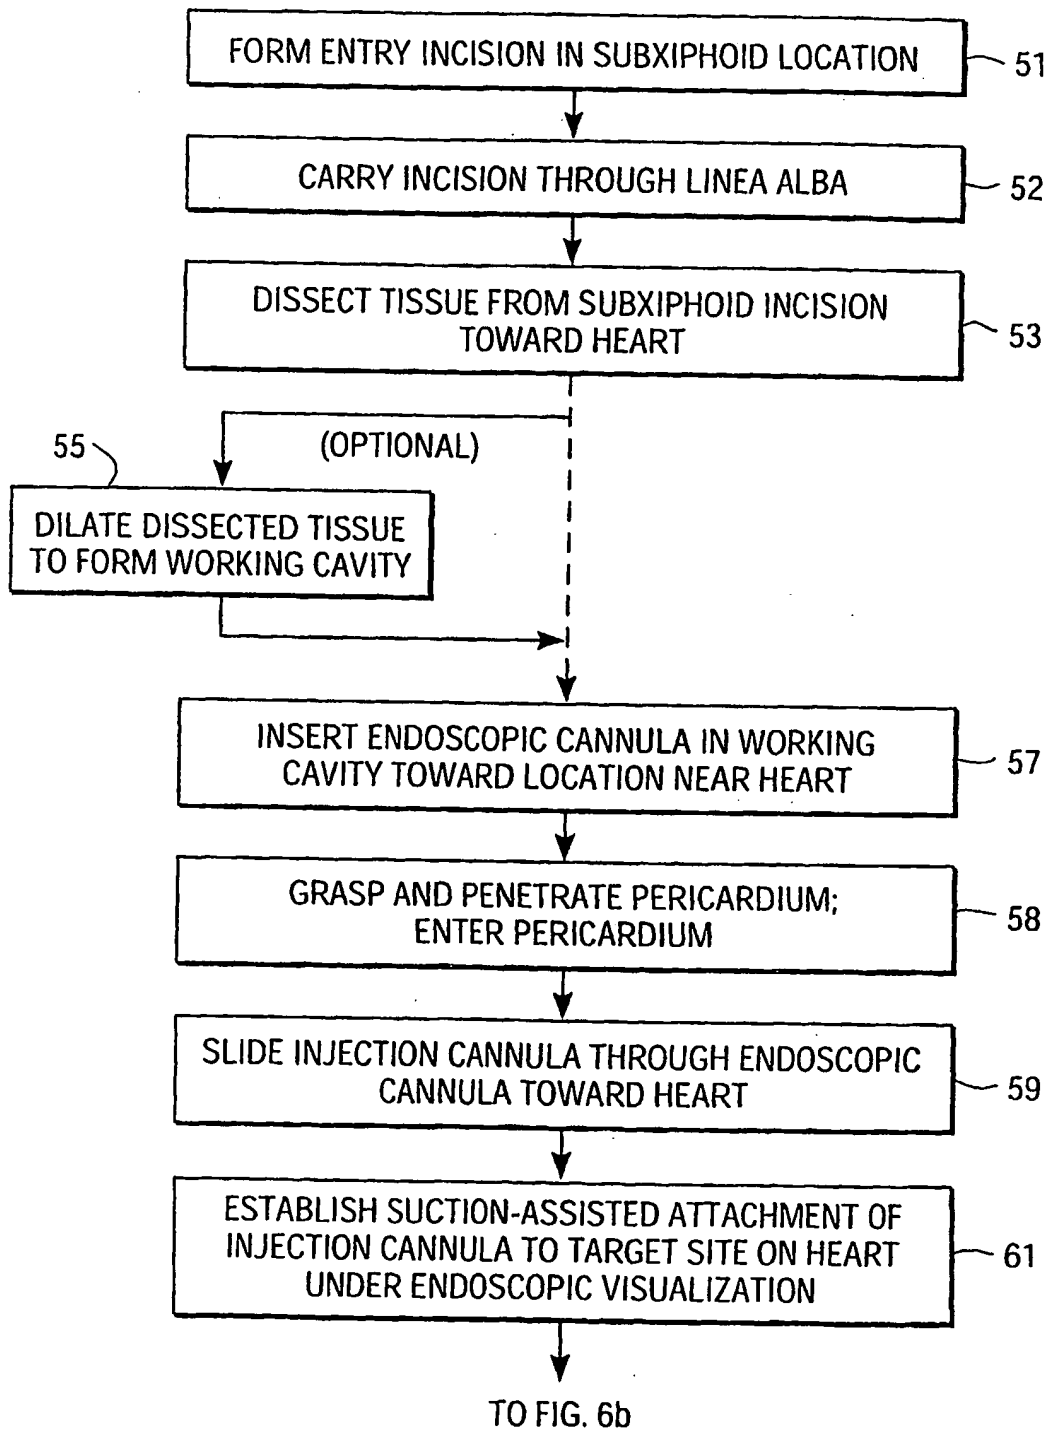 FORM ENTRY INCISION IN SUBXIPHOID LOCATION
51
CARRY INCISION THROUGH LINEA ALBA
52
DISSECT TISSUE FROM SUBXIPHOID INCISION
TOWARD HEART
53
(OPTIONAL)
55
DILATE DISSECTED TISSUE
TO FORM WORKING CAVITY
INSERT ENDOSCOPIC CANNULA IN WORKING
CAVITY TOWARD LOCATION NEAR HEART
57
GRASP AND PENETRATE PERICARDIUM;
ENTER PERICARDIUM
58
SLIDE INJECTION CANNULA THROUGH ENDOSCOPIC
CANNULA TOWARD HEART
59
ESTABLISH SUCTION-ASSISTED ATTACHMENT OF
INJECTION CANNULA TO TARGET SITE ON HEART
UNDER ENDOSCOPIC VISUALIZATION
61
TO FIG. 6b